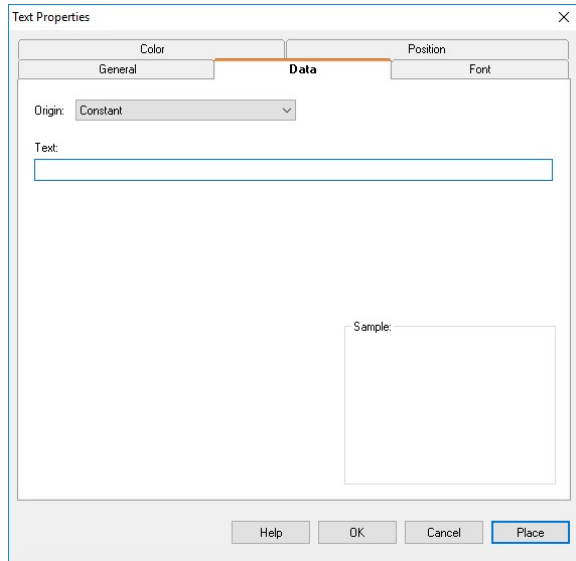 Text Properties
Color Position
General Data Font
Origin: Constant
Text:
Sample:
Help OK Cancel Place